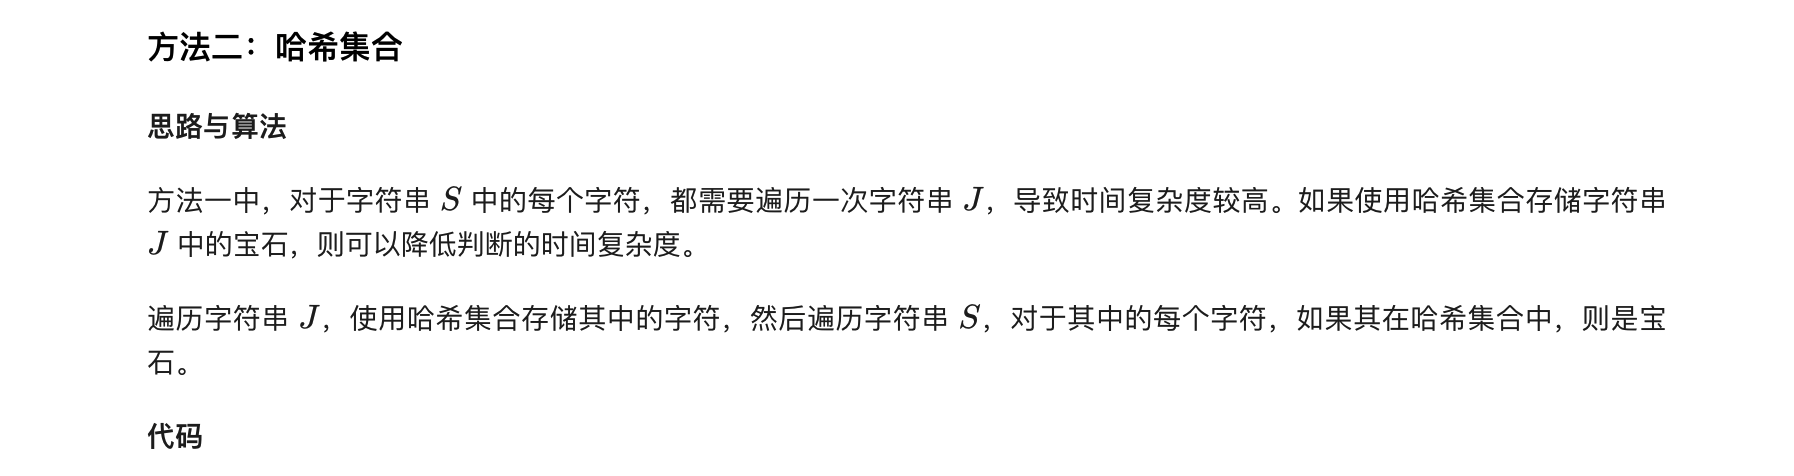 方法二：哈希集合
思路与算法
方法一中，对于字符串 S 中的每个字符，都需要遍历一次字符串 J，导致时间复杂度较高。如果使用哈希集合存储字符串
J 中的宝石，则可以降低判断的时间复杂度。
遍历字符串 J，使用哈希集合存储其中的字符，然后遍历字符串 S，对于其中的每个字符，如果其在哈希集合中，则是宝
石。
代码